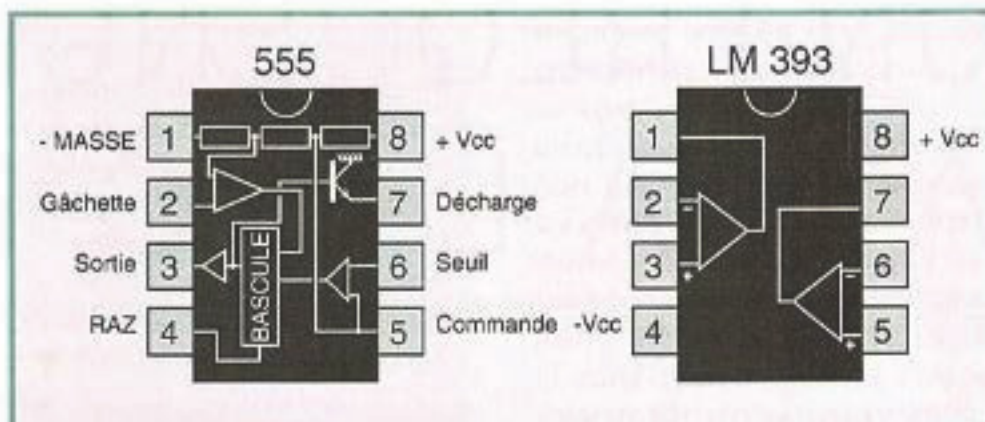 555
LM 393
- MASSE 1
8 + Vcc
Gâchette 2
7 Décharge
Sortie 3
6 Seuil
RAZ 4
5 Commande
BASCULE
1
8 + Vcc
2 -
7
3 +
6 -
-Vcc 4
5 +